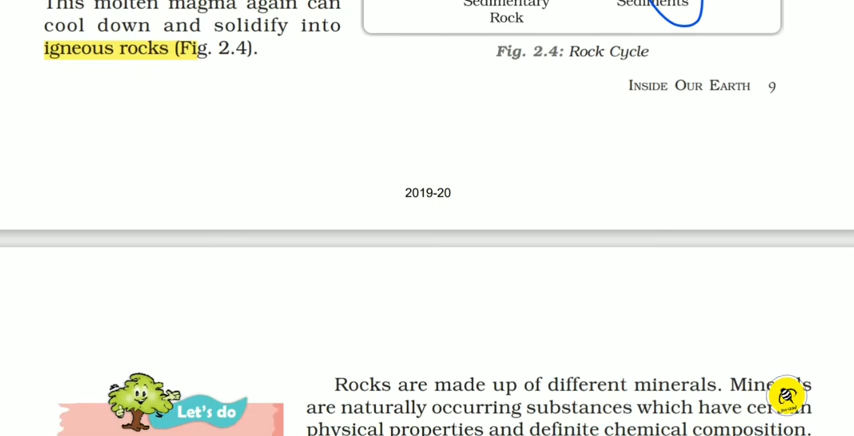 This molten magma again can
cool down and solidify into
igneous rocks (Fig. 2.4).
Sedimentary
Rock
Sediments
Fig. 2.4: Rock Cycle
INSIDE OUR EARTH 9
2019-20
Let's do
Rocks are made up of different minerals. Minerals
are naturally occurring substances which have certain
physical properties and definite chemical composition.